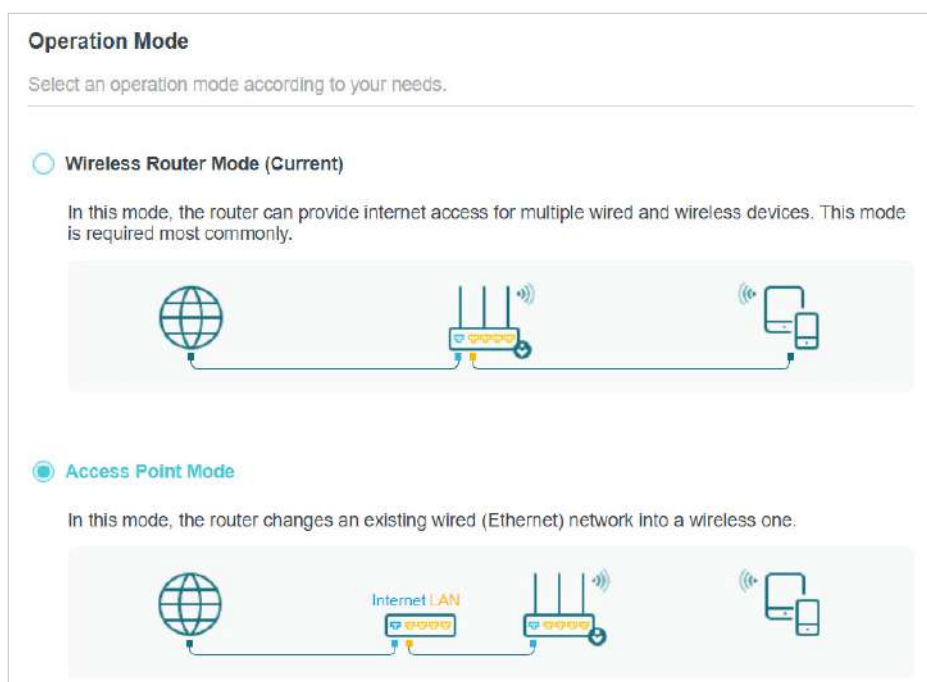 Operation Mode
Select an operation mode according to your needs.
Wireless Router Mode (Current)
In this mode, the router can provide internet access for multiple wired and wireless devices. This mode
is required most commonly.
Access Point Mode
In this mode, the router changes an existing wired (Ethernet) network into a wireless one.
Internet LAN